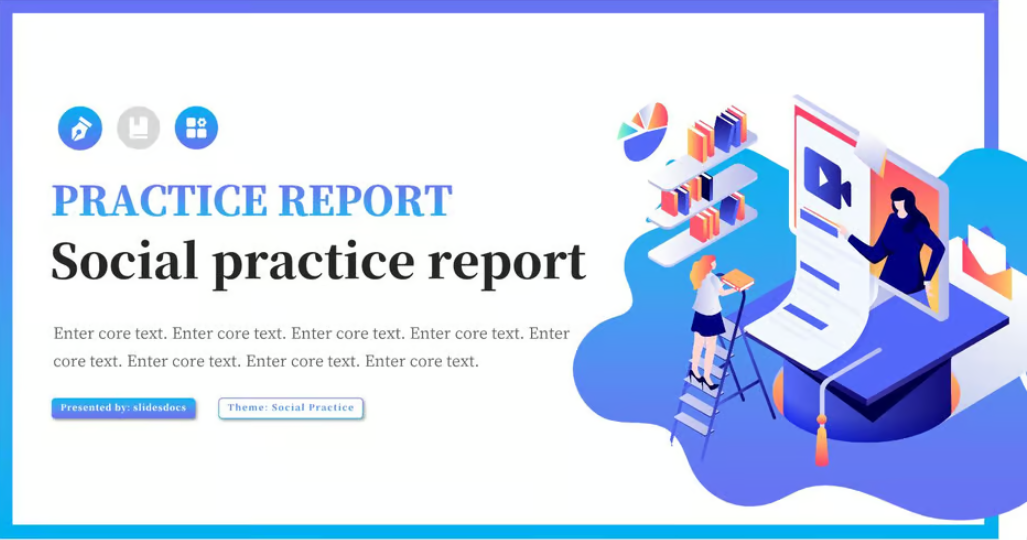 PRACTICE REPORT
Social practice report
Enter core text. Enter core text. Enter core text. Enter core text. Enter
core text. Enter core text. Enter core text. Enter core text.
Presented by: slidesdocs
Theme: Social Practice